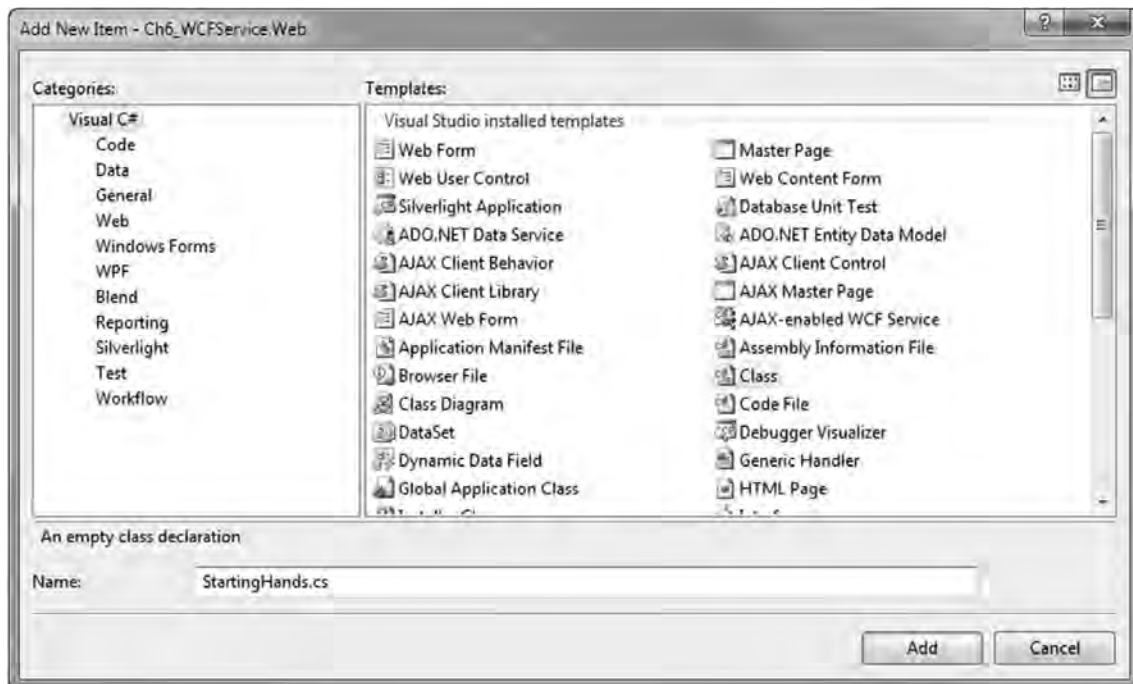 Add New Item - Ch6_WCFService.Web
Categories:
Templates:
Visual C#
Code
Data
General
Web
Windows Forms
WPF
Blend
Reporting
Silverlight
Test
Workflow
Visual Studio installed templates
Web Form
Master Page
Web User Control
Web Content Form
Silverlight Application
Database Unit Test
ADO.NET Data Service
ADO.NET Entity Data Model
AJAX Client Behavior
AJAX Client Control
AJAX Client Library
AJAX Master Page
AJAX Web Form
AJAX-enabled WCF Service
Application Manifest File
Assembly Information File
Browser File
Class
Class Diagram
Code File
DataSet
Debugger Visualizer
Dynamic Data Field
Generic Handler
Global Application Class
HTML Page
An empty class declaration
Name:
StartingHands.cs
Add
Cancel